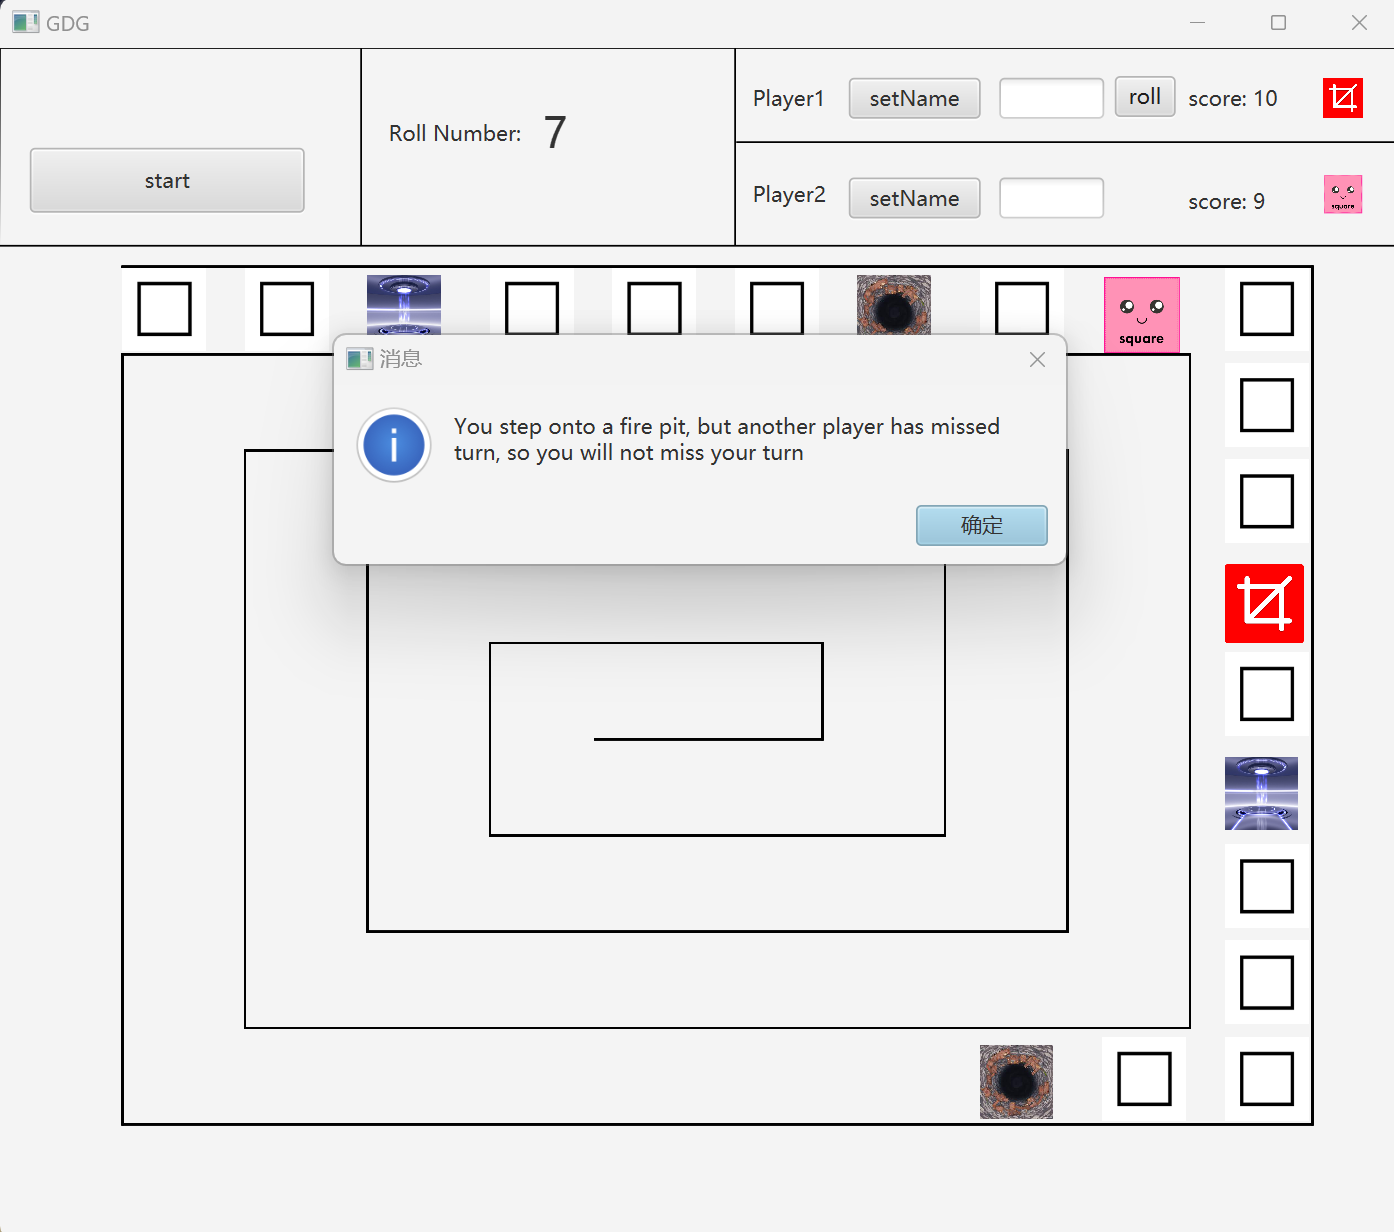 GDG
start
Roll Number: 7
Player1 setName roll score: 10
Player2 setName score: 9
square
square
消息
You step onto a fire pit, but another player has missed
turn, so you will not miss your turn
确定